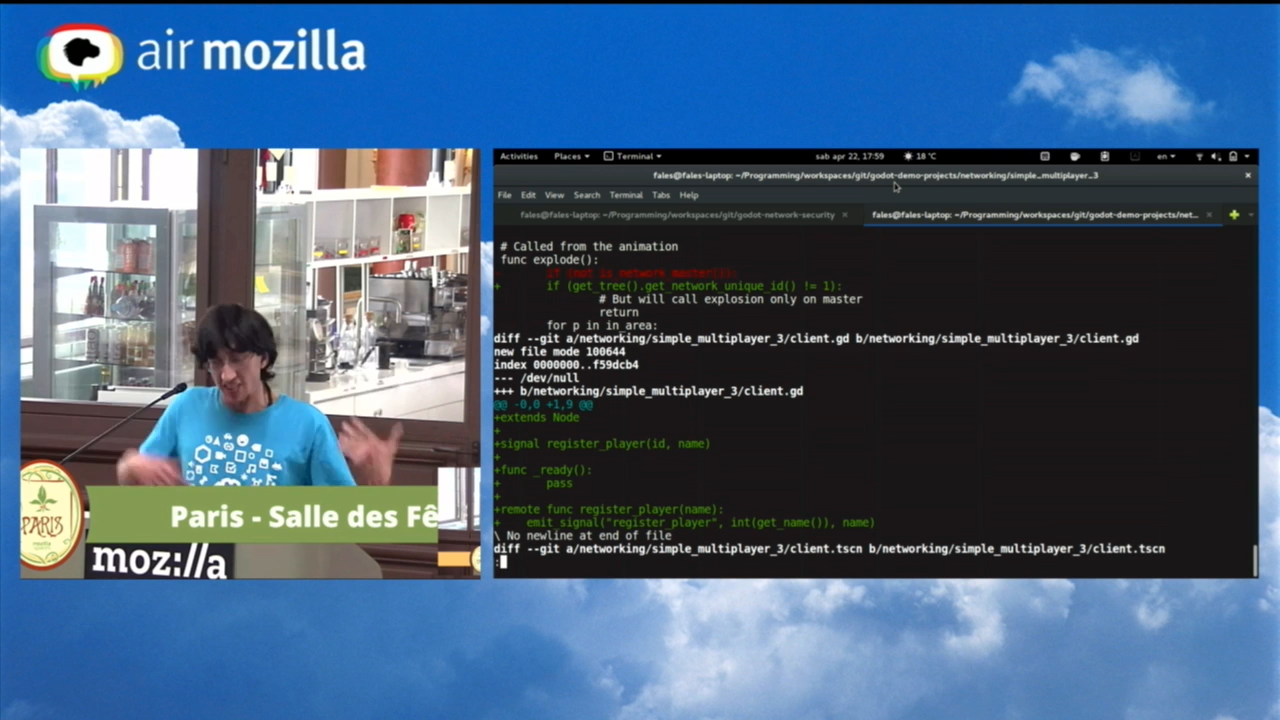 air mozilla
Activities Places Terminal sab apr 22, 17:59 18 °C en
fales@fales-laptop: ~/Programming/workspaces/git/godot-demo-projects/networking/simple_multiplayer_3
File Edit View Search Terminal Tabs Help
fales@fales-laptop: ~/Programming/workspaces/git/godot-network-security
fales@fales-laptop: ~/Programming/workspaces/git/godot-demo-projects/net...
# Called from the animation
func explode():
- if (not is_network_master()):
+ if (get_tree().get_network_unique_id() != 1):
# But will call explosion only on master
return
for p in in_area:
diff --git a/networking/simple_multiplayer_3/client.gd b/networking/simple_multiplayer_3/client.gd
new file mode 100644
index 0000000..f59dcb4
--- /dev/null
+++ b/networking/simple_multiplayer_3/client.gd
@@ -0,0 +1,9 @@
+extends Node
+
+signal register_player(id, name)
+
+func _ready():
+ pass
+
+remote func register_player(name):
+ emit_signal("register_player", int(get_name()), name)
\ No newline at end of file
diff --git a/networking/simple_multiplayer_3/client.tscn b/networking/simple_multiplayer_3/client.tscn
:
PARIS
mozilla
Paris - Salle des Fê
moz://a